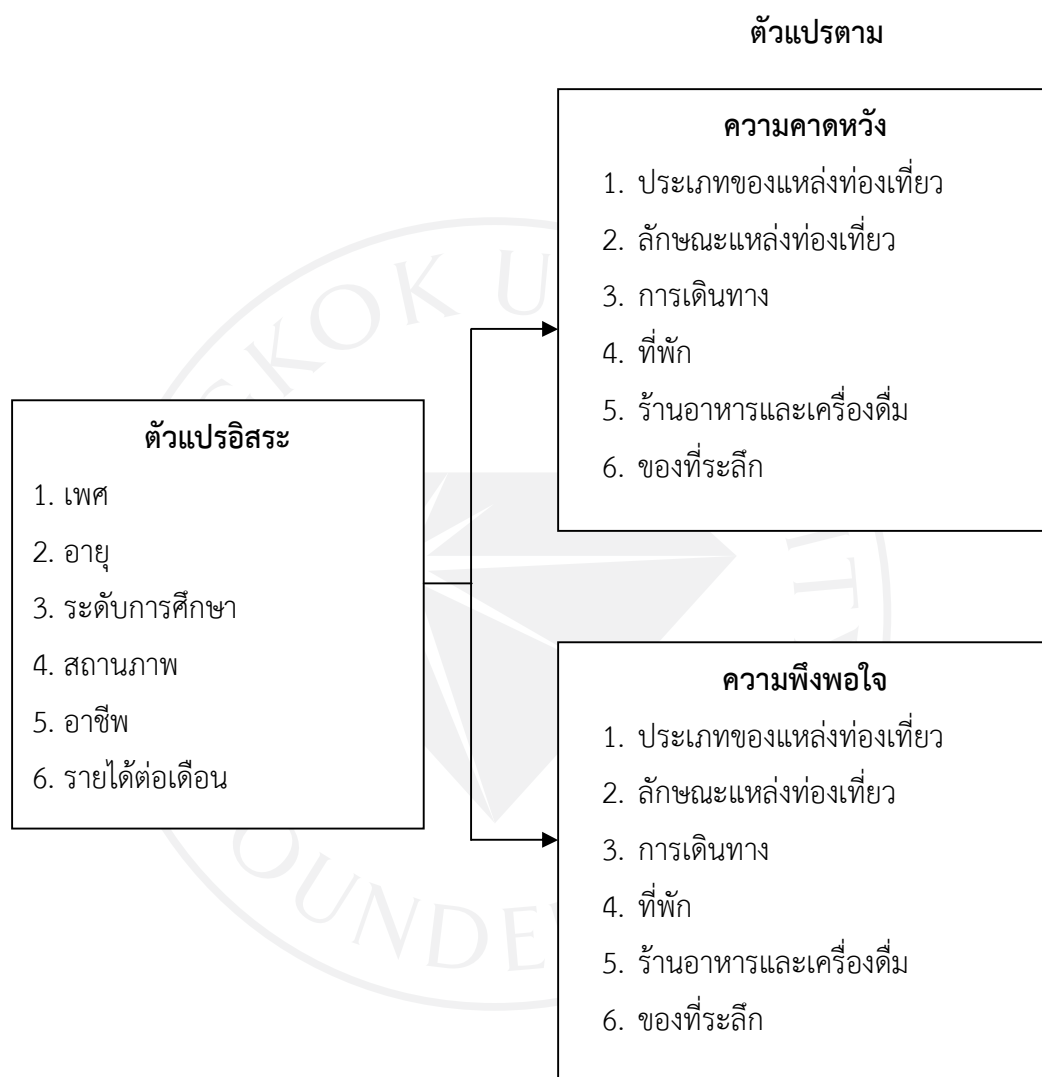 ตัวแปรตาม
ความคาดหวัง
1. ประเภทของแหล่งท่องเที่ยว
2. ลักษณะแหล่งท่องเที่ยว
3. การเดินทาง
4. ที่พัก
5. ร้านอาหารและเครื่องดื่ม
6. ของที่ระลึก
ตัวแปรอิสระ
1. เพศ
2. อายุ
3. ระดับการศึกษา
4. สถานภาพ
5. อาชีพ
6. รายได้ต่อเดือน
ความพึงพอใจ
1. ประเภทของแหล่งท่องเที่ยว
2. ลักษณะแหล่งท่องเที่ยว
3. การเดินทาง
4. ที่พัก
5. ร้านอาหารและเครื่องดื่ม
6. ของที่ระลึก